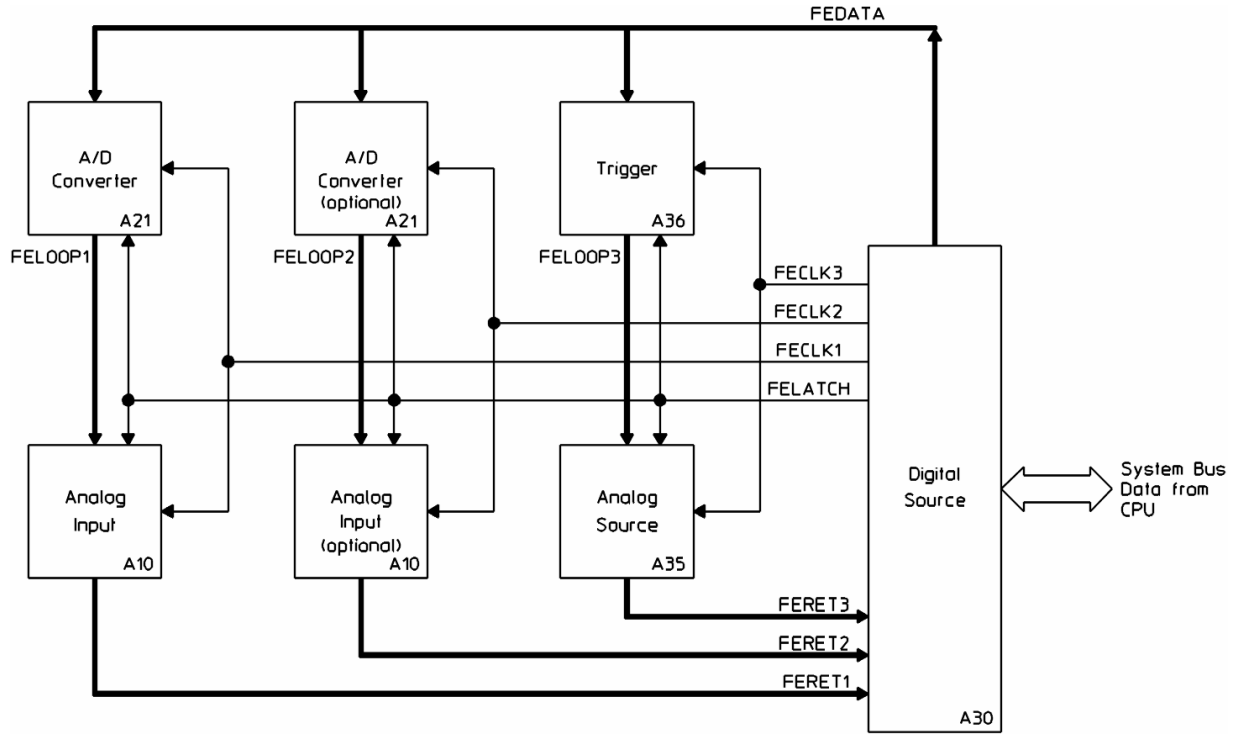 FEDATA
A/D
Converter
A21
A/D
Converter
(optional)
A21
Trigger
A36
FELOOP1
FELOOP2
FELOOP3
FECLK3
FECLK2
FECLK1
FELATCH
Analog
Input
A10
Analog
Input
(optional)
A10
Analog
Source
A35
Digital
Source
A30
System Bus
Data from
CPU
FERET3
FERET2
FERET1